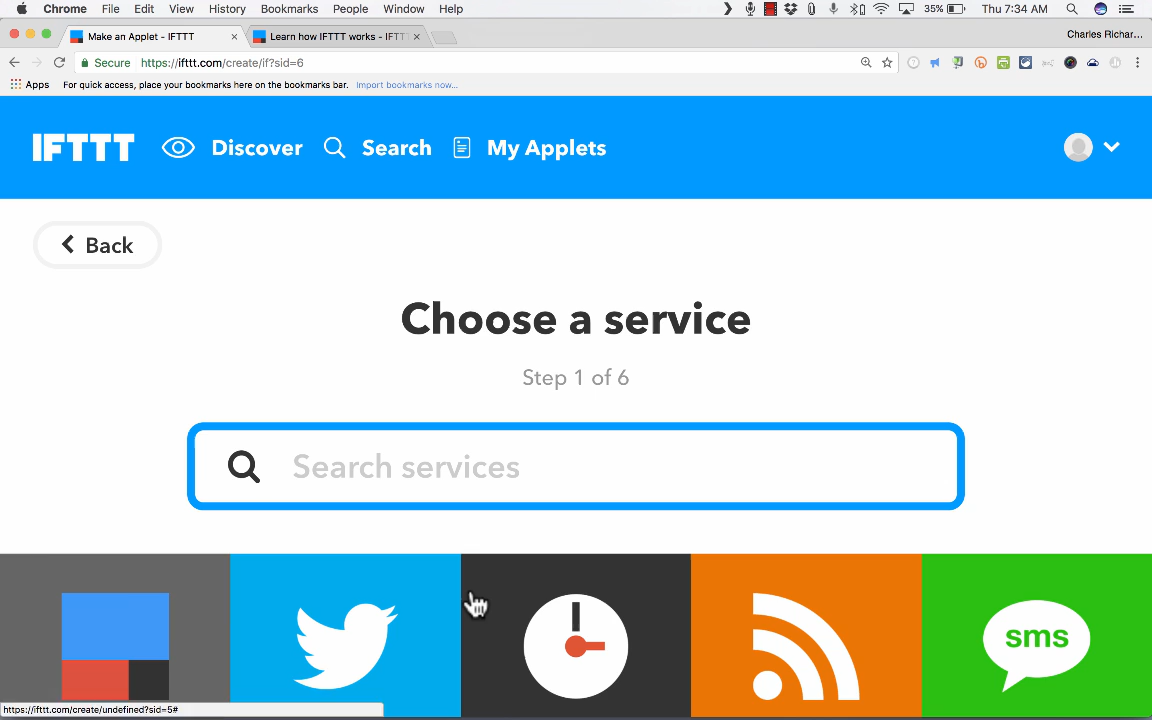 Chrome File Edit View History Bookmarks People Window Help 35% Thu 7:34 AM
Make an Applet - IFTTT Learn how IFTTT works - IFTT Charles Richar...
Secure https://ifttt.com/create/if?sid=6
Apps For quick access, place your bookmarks here on the bookmarks bar. Import bookmarks now...
IFTTT Discover Search My Applets
Back
Choose a service
Step 1 of 6
Search services
sms
https://ifttt.com/create/undefined?sid=5#